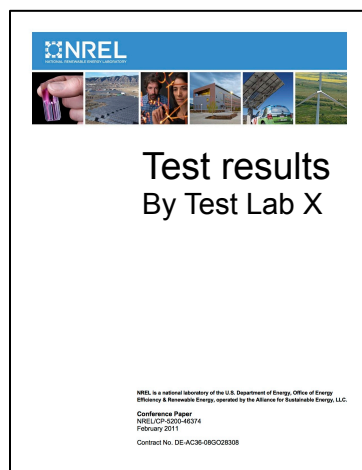 NREL
NATIONAL RENEWABLE ENERGY LABORATORY
Test results
By Test Lab X
NREL is a national laboratory of the U.S. Department of Energy, Office of Energy
Efficiency & Renewable Energy, operated by the Alliance for Sustainable Energy, LLC.
Conference Paper
NREL/CP-5200-46374
February 2011
Contract No. DE-AC36-08GO28308